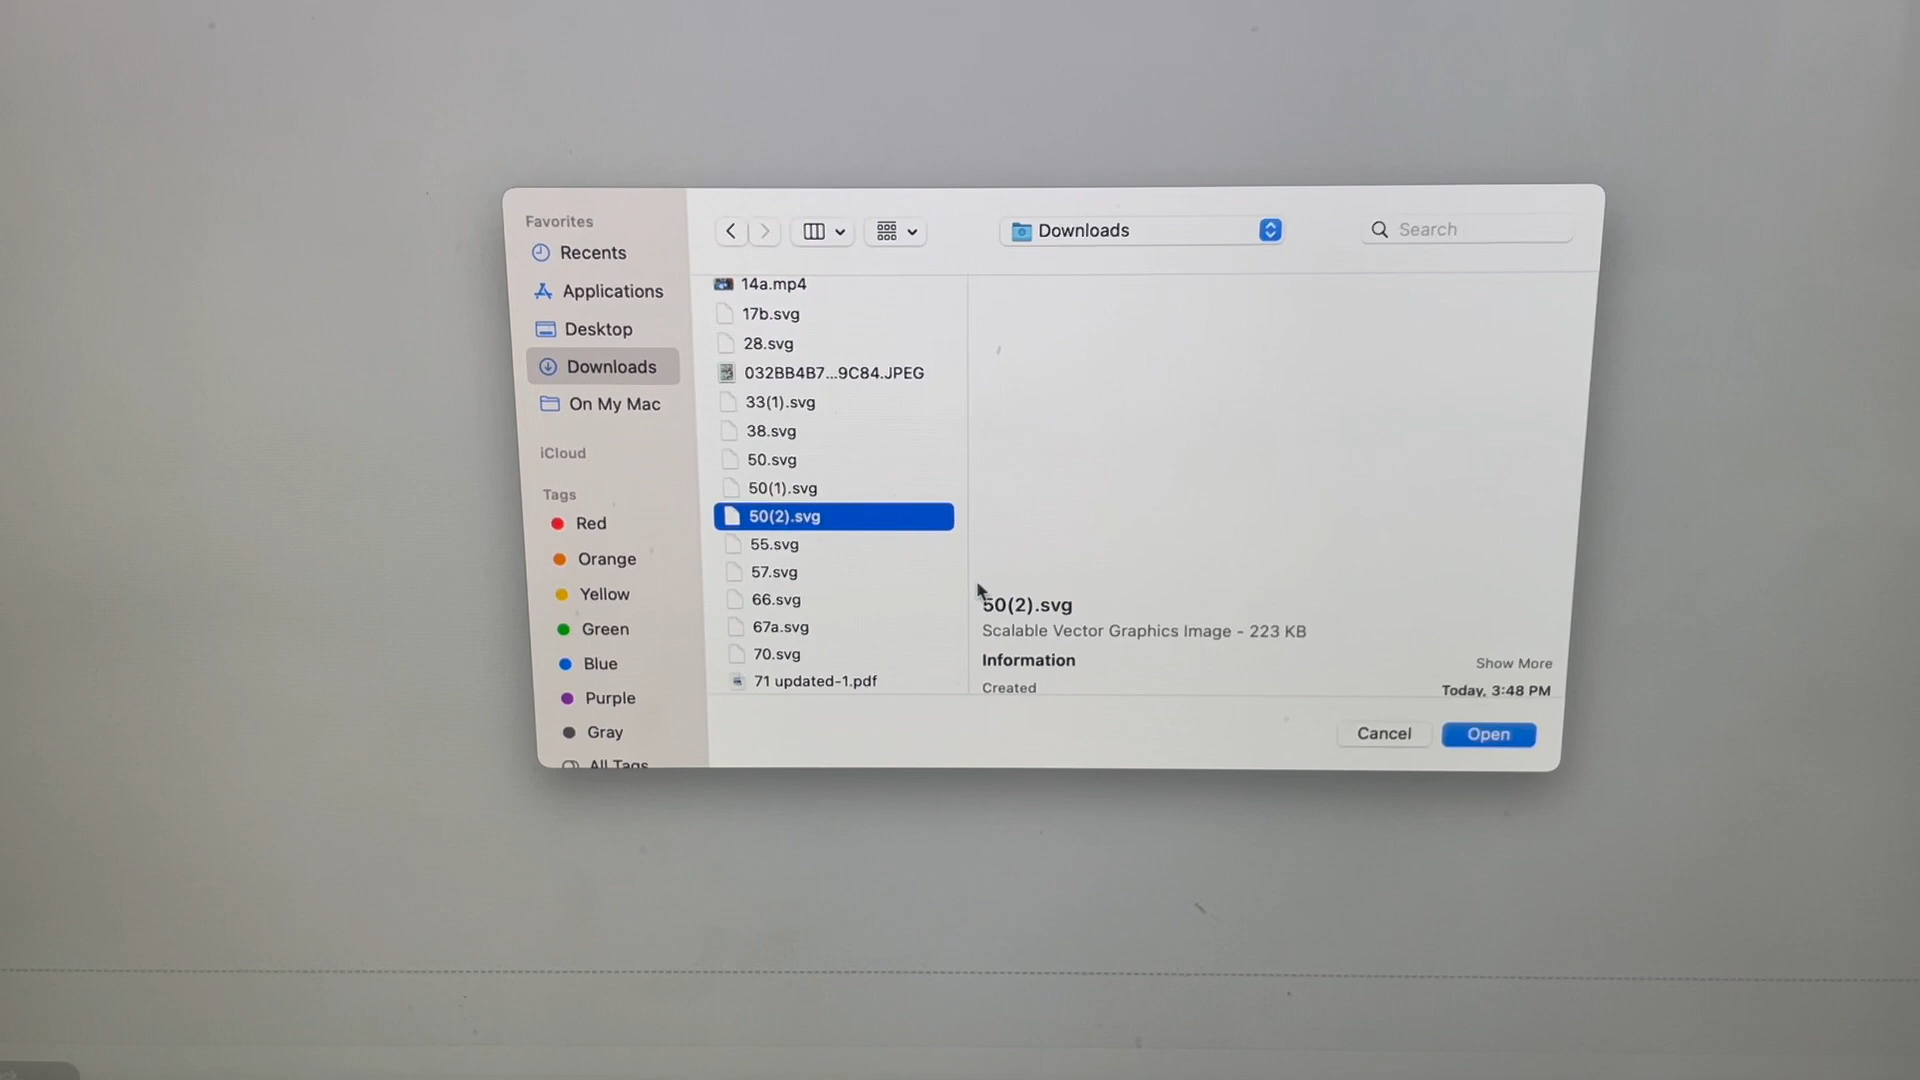 Favorites
Recents
Applications
Desktop
Downloads
On My Mac
iCloud
Tags
Red
Orange
Yellow
Green
Blue
Purple
Gray
All Tags
Downloads
Search
14a.mp4
17b.svg
28.svg
032BB4B7...9C84.JPEG
33(1).svg
38.svg
50.svg
50(1).svg
50(2).svg
55.svg
57.svg
66.svg
67a.svg
70.svg
71 updated-1.pdf
50(2).svg
Scalable Vector Graphics Image - 223 KB
Information Show More
Created Today, 3:48 PM
Cancel Open